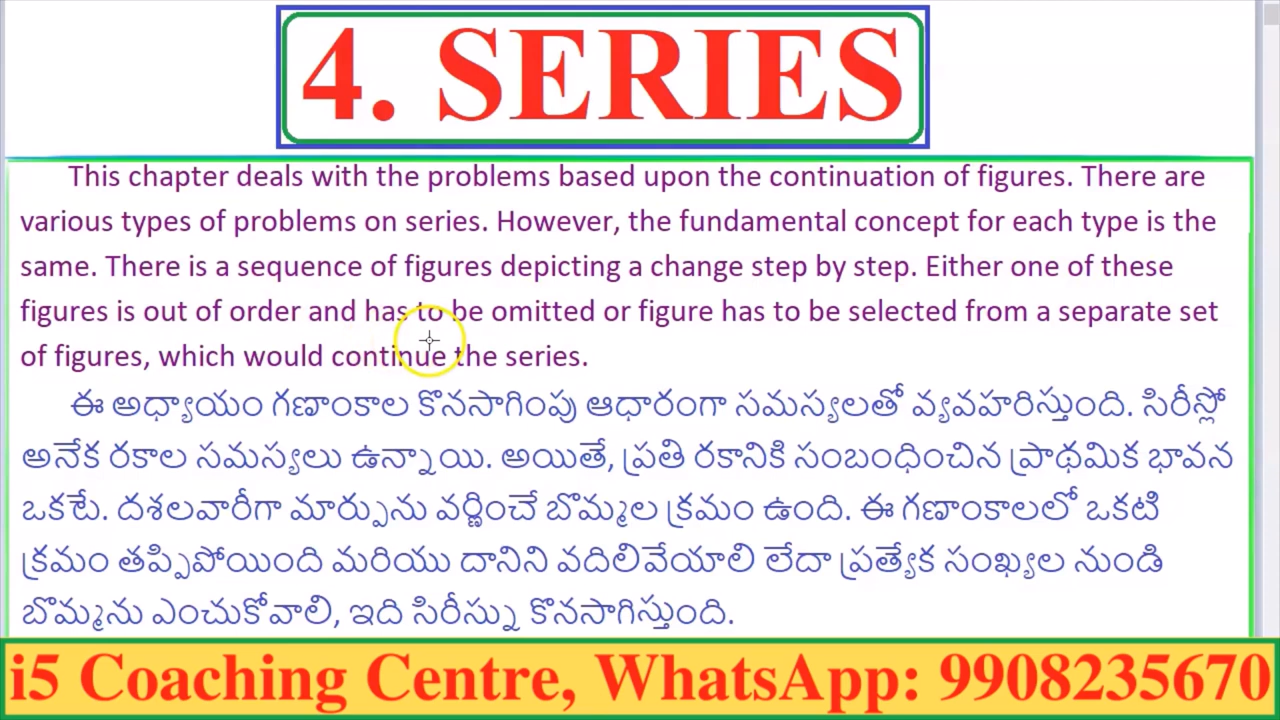 4. SERIES
This chapter deals with the problems based upon the continuation of figures. There are
various types of problems on series. However, the fundamental concept for each type is the
same. There is a sequence of figures depicting a change step by step. Either one of these
figures is out of order and has to be omitted or figure has to be selected from a separate set
of figures, which would continue the series.
ఈ అధ్యాయం గణాంకాల కొనసాగింపు ఆధారంగా సమస్యలతో వ్యవహరిస్తుంది. సిరీస్లో
అనేక రకాల సమస్యలు ఉన్నాయి. అయితే, ప్రతి రకానికి సంబంధించిన ప్రాథమిక భావన
ఒకటే. దశలవారీగా మార్పును వర్ణించే బొమ్మల క్రమం ఉంది. ఈ గణాంకాలలో ఒకటి
క్రమం తప్పిపోయింది మరియు దానిని వదిలివేయాలి లేదా ప్రత్యేక సంఖ్యల నుండి
బొమ్మను ఎంచుకోవాలి, ఇది సిరీస్ను కొనసాగిస్తుంది.
i5 Coaching Centre, WhatsApp: 9908235670